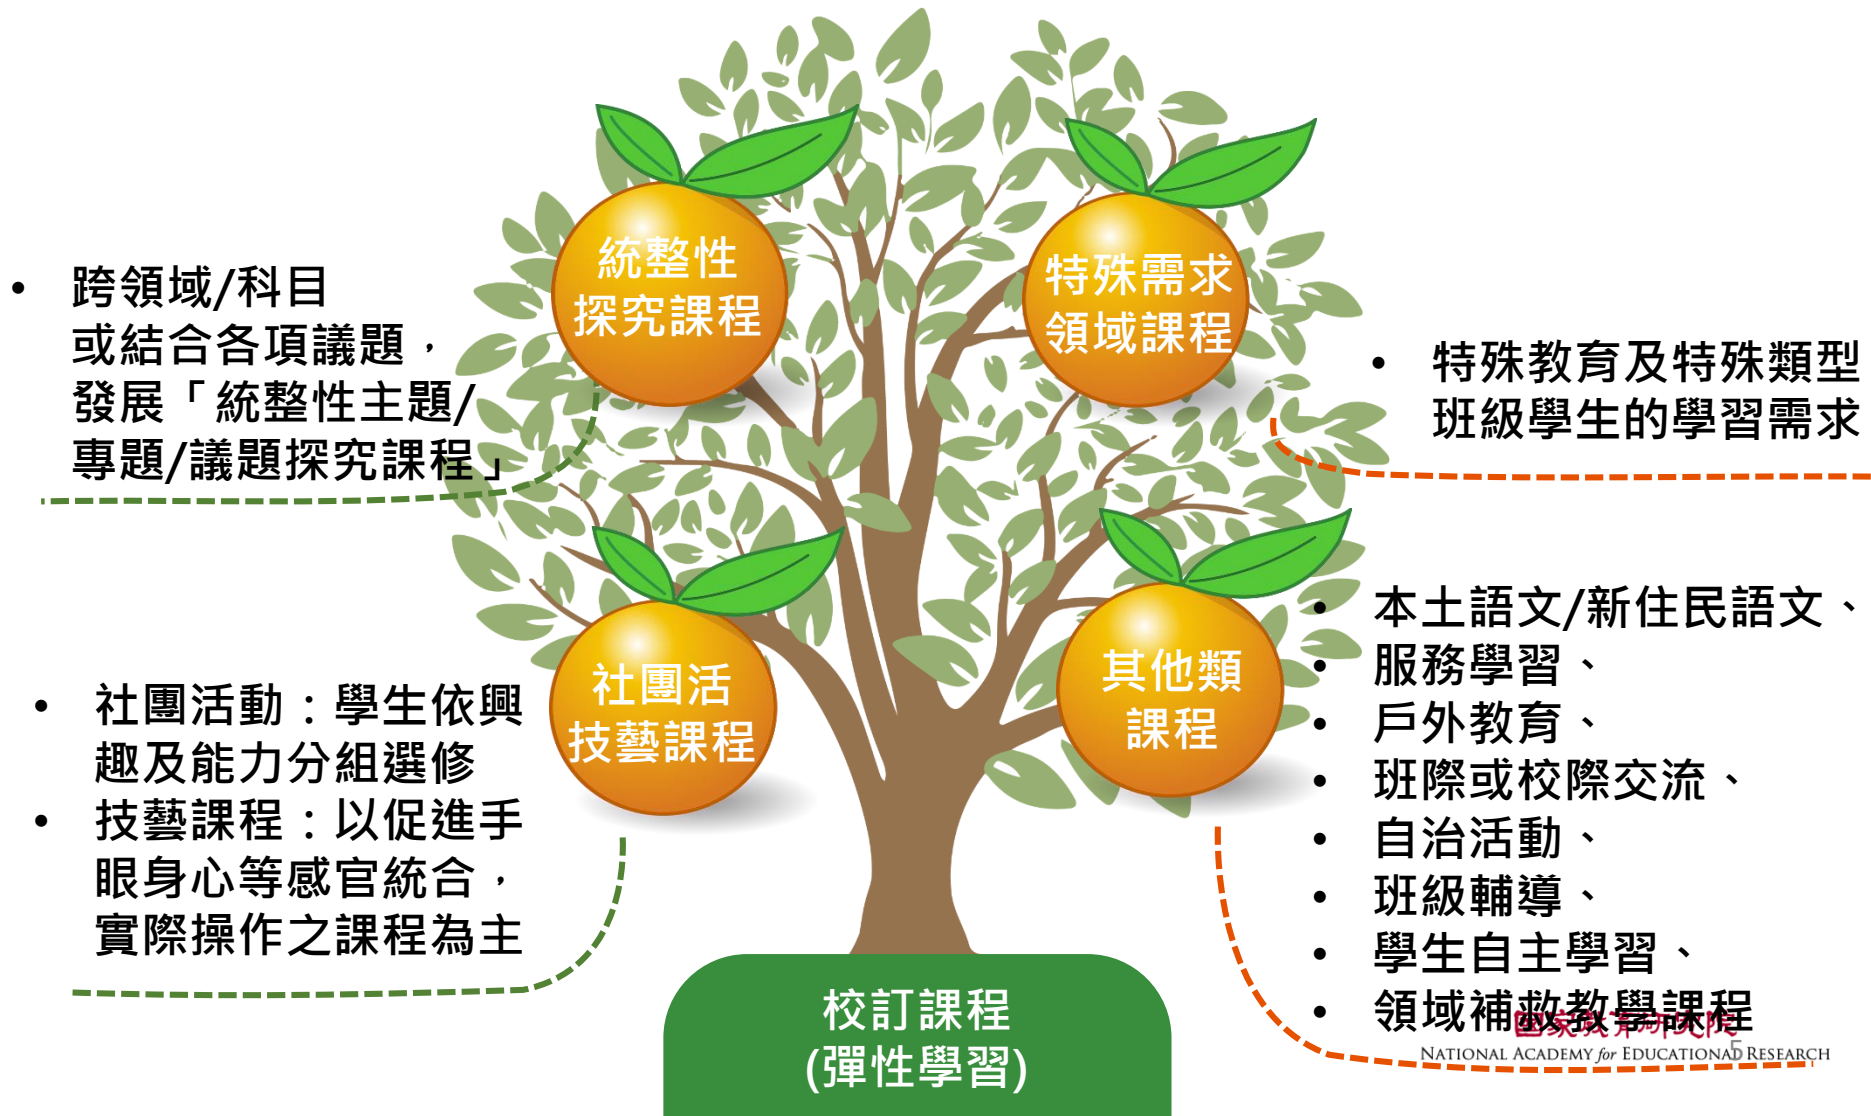 統整性
探究課程
• 跨領域/科目
或結合各項議題，
發展「統整性主題/
專題/議題探究課程」
特殊需求
領域課程
• 特殊教育及特殊類型
班級學生的學習需求
社團活
技藝課程
• 社團活動：學生依興
趣及能力分組選修
• 技藝課程：以促進手
眼身心等感官統合，
實際操作之課程為主
其他類
課程
• 本土語文/新住民語文、
• 服務學習、
• 戶外教育、
• 班際或校際交流、
• 自治活動、
• 班級輔導、
• 學生自主學習、
• 領域補救教學課程
校訂課程
(彈性學習)
國家教育研究院
NATIONAL ACADEMY for EDUCATIONAL RESEARCH
5